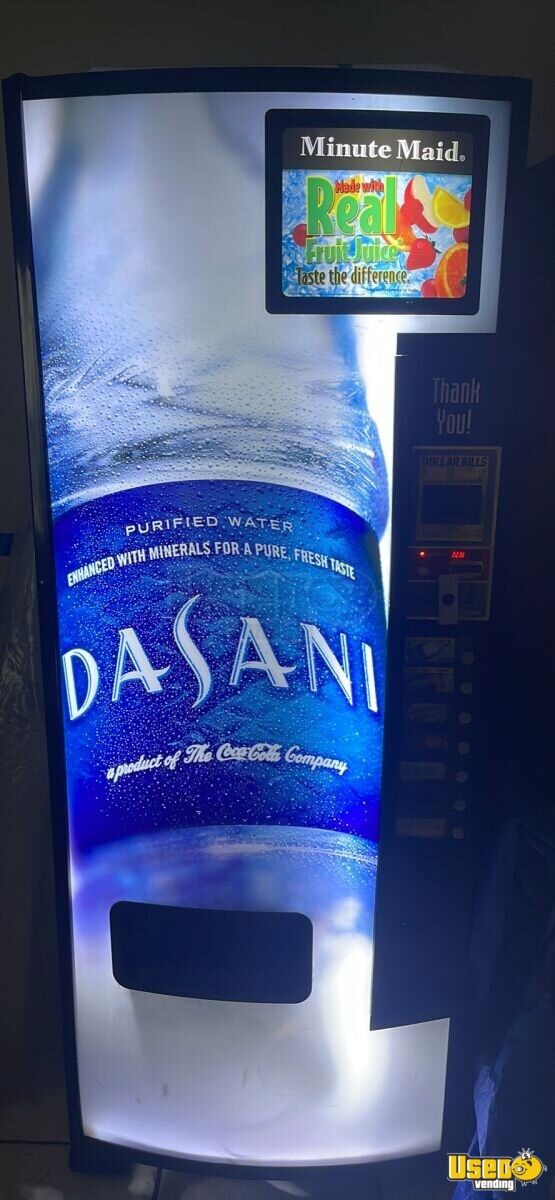 Minute Maid®
Made with
Real
Fruit Juice
Taste the difference.
Thank
You!
DOLLAR BILLS
PURIFIED WATER
ENHANCED WITH MINERALS FOR A PURE, FRESH TASTE
DASANI
a product of The Coca-Cola Company
Used
vending